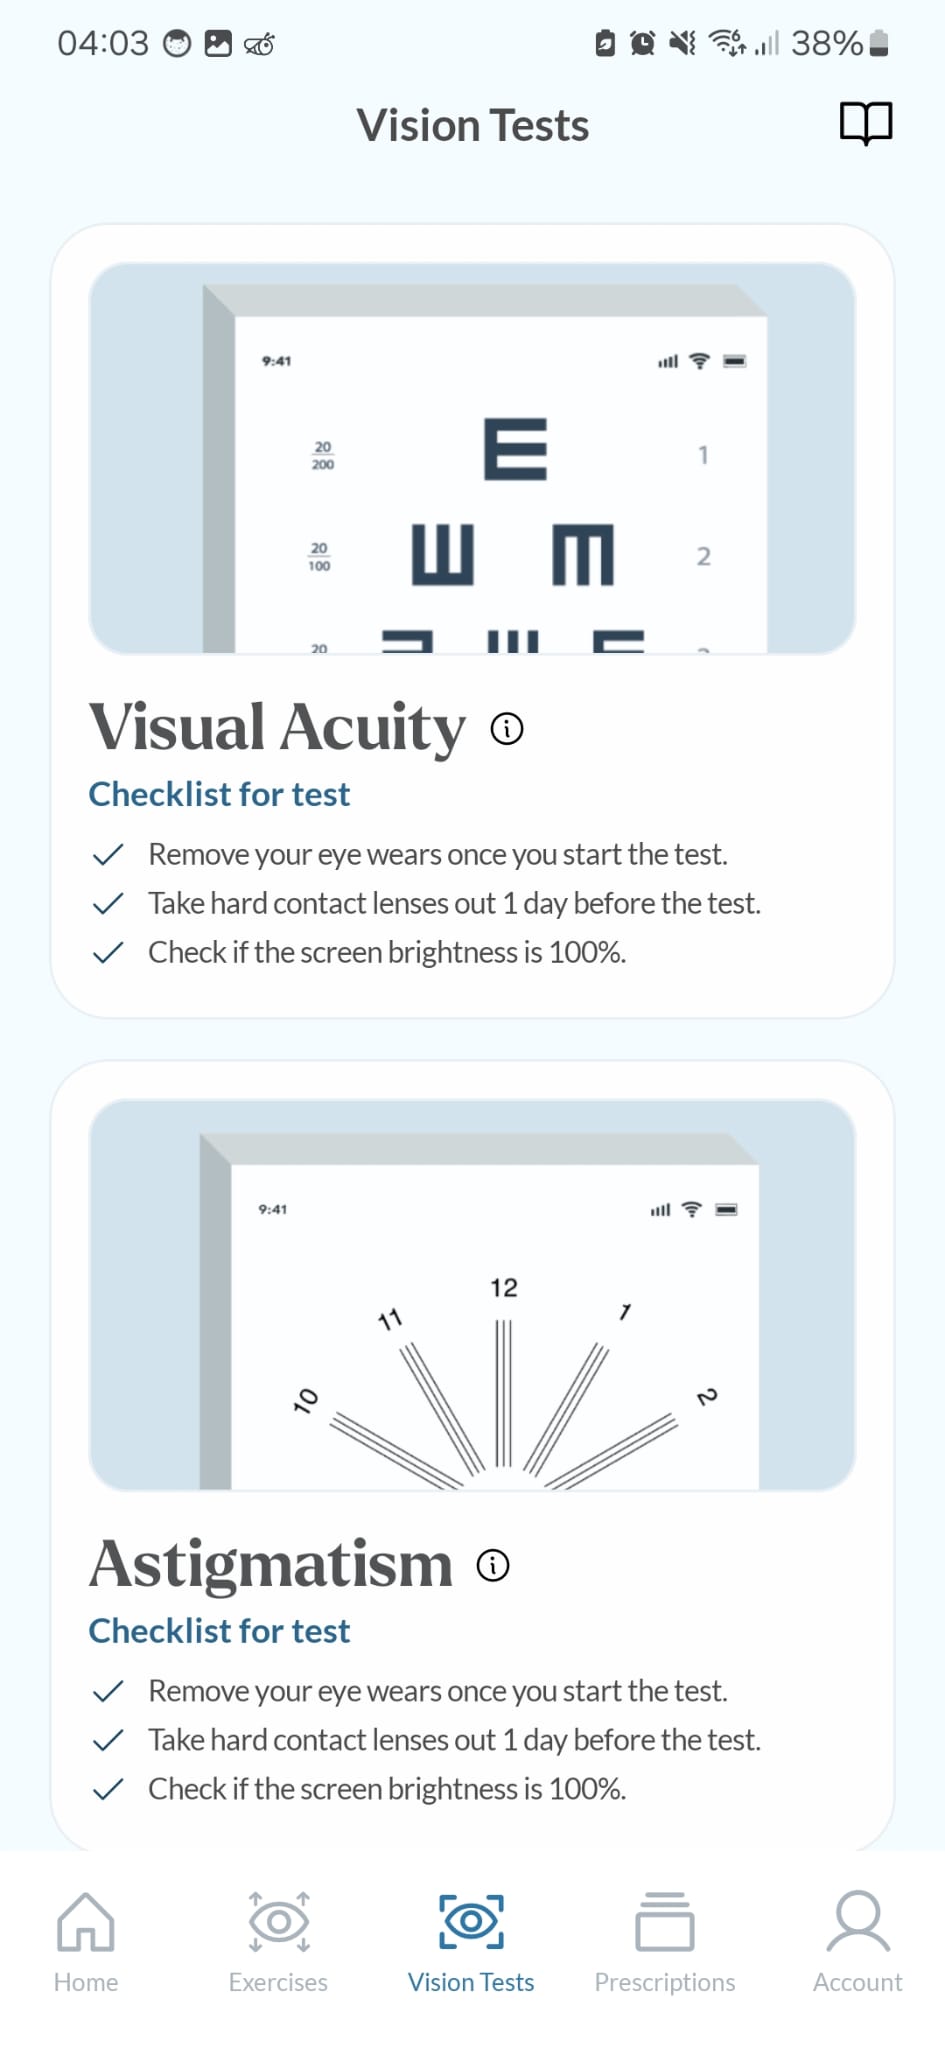 04:03
38%
Vision Tests
9:41
20
200
E
1
20
100
2
20
Visual Acuity
Checklist for test
Remove your eye wears once you start the test.
Take hard contact lenses out 1 day before the test.
Check if the screen brightness is 100%.
9:41
12
11
1
10
2
Astigmatism
Checklist for test
Remove your eye wears once you start the test.
Take hard contact lenses out 1 day before the test.
Check if the screen brightness is 100%.
Home Exercises Vision Tests Prescriptions Account